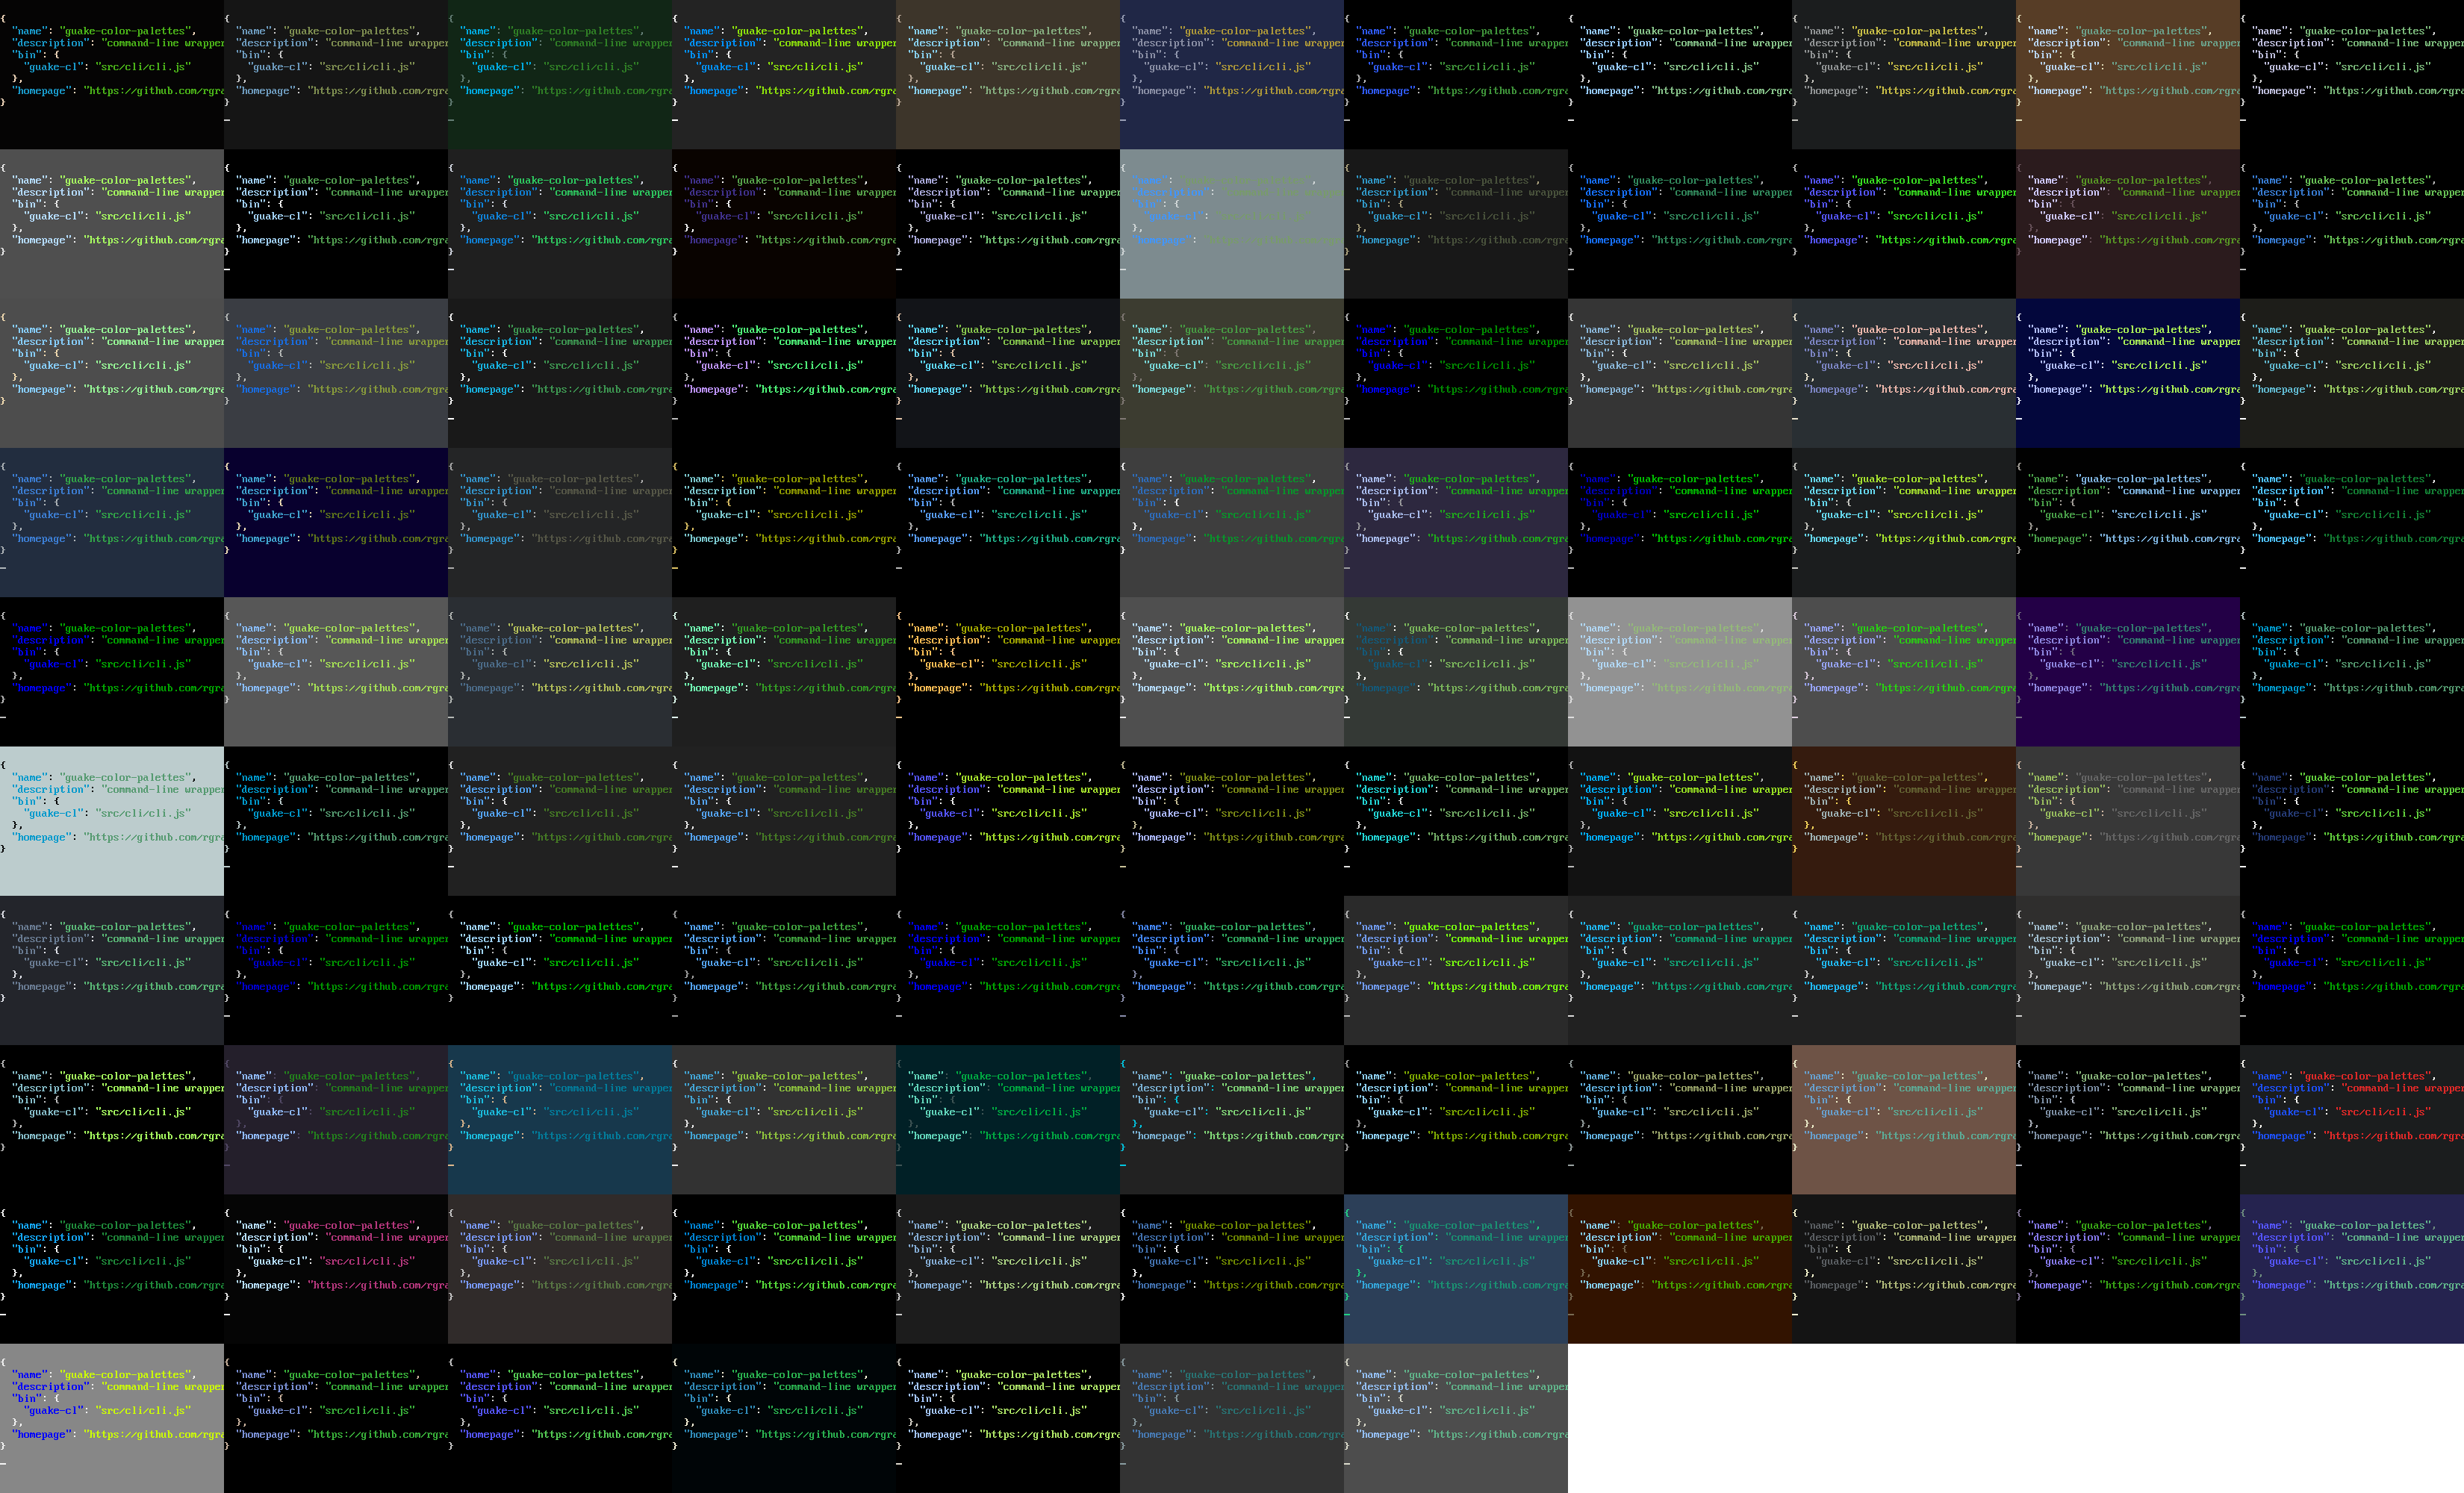 {
"name": "guake-color-palettes",
"description": "command-line wrapper
"bin": {
"guake-cl": "src/cli/cli.js"
},
"homepage": "https://github.com/rgra
}